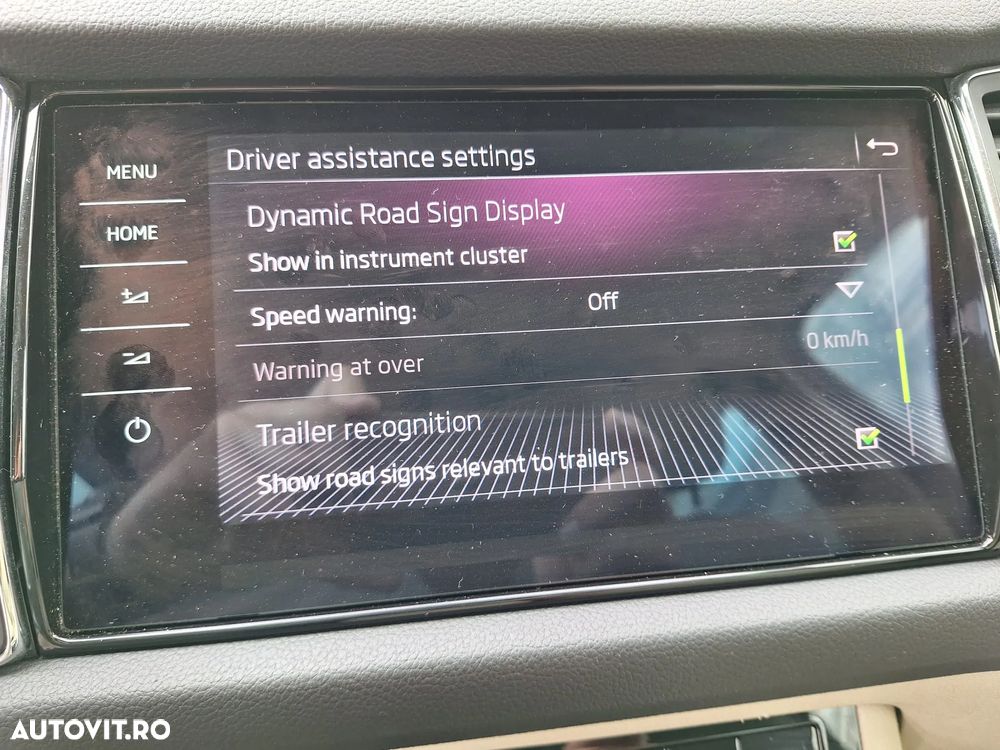 Driver assistance settings
MENU
Dynamic Road Sign Display
HOME
Show in instrument cluster
Speed warning: Off
Warning at over 0 km/h
Trailer recognition
Show road signs relevant to trailers
AUTOVIT.RO